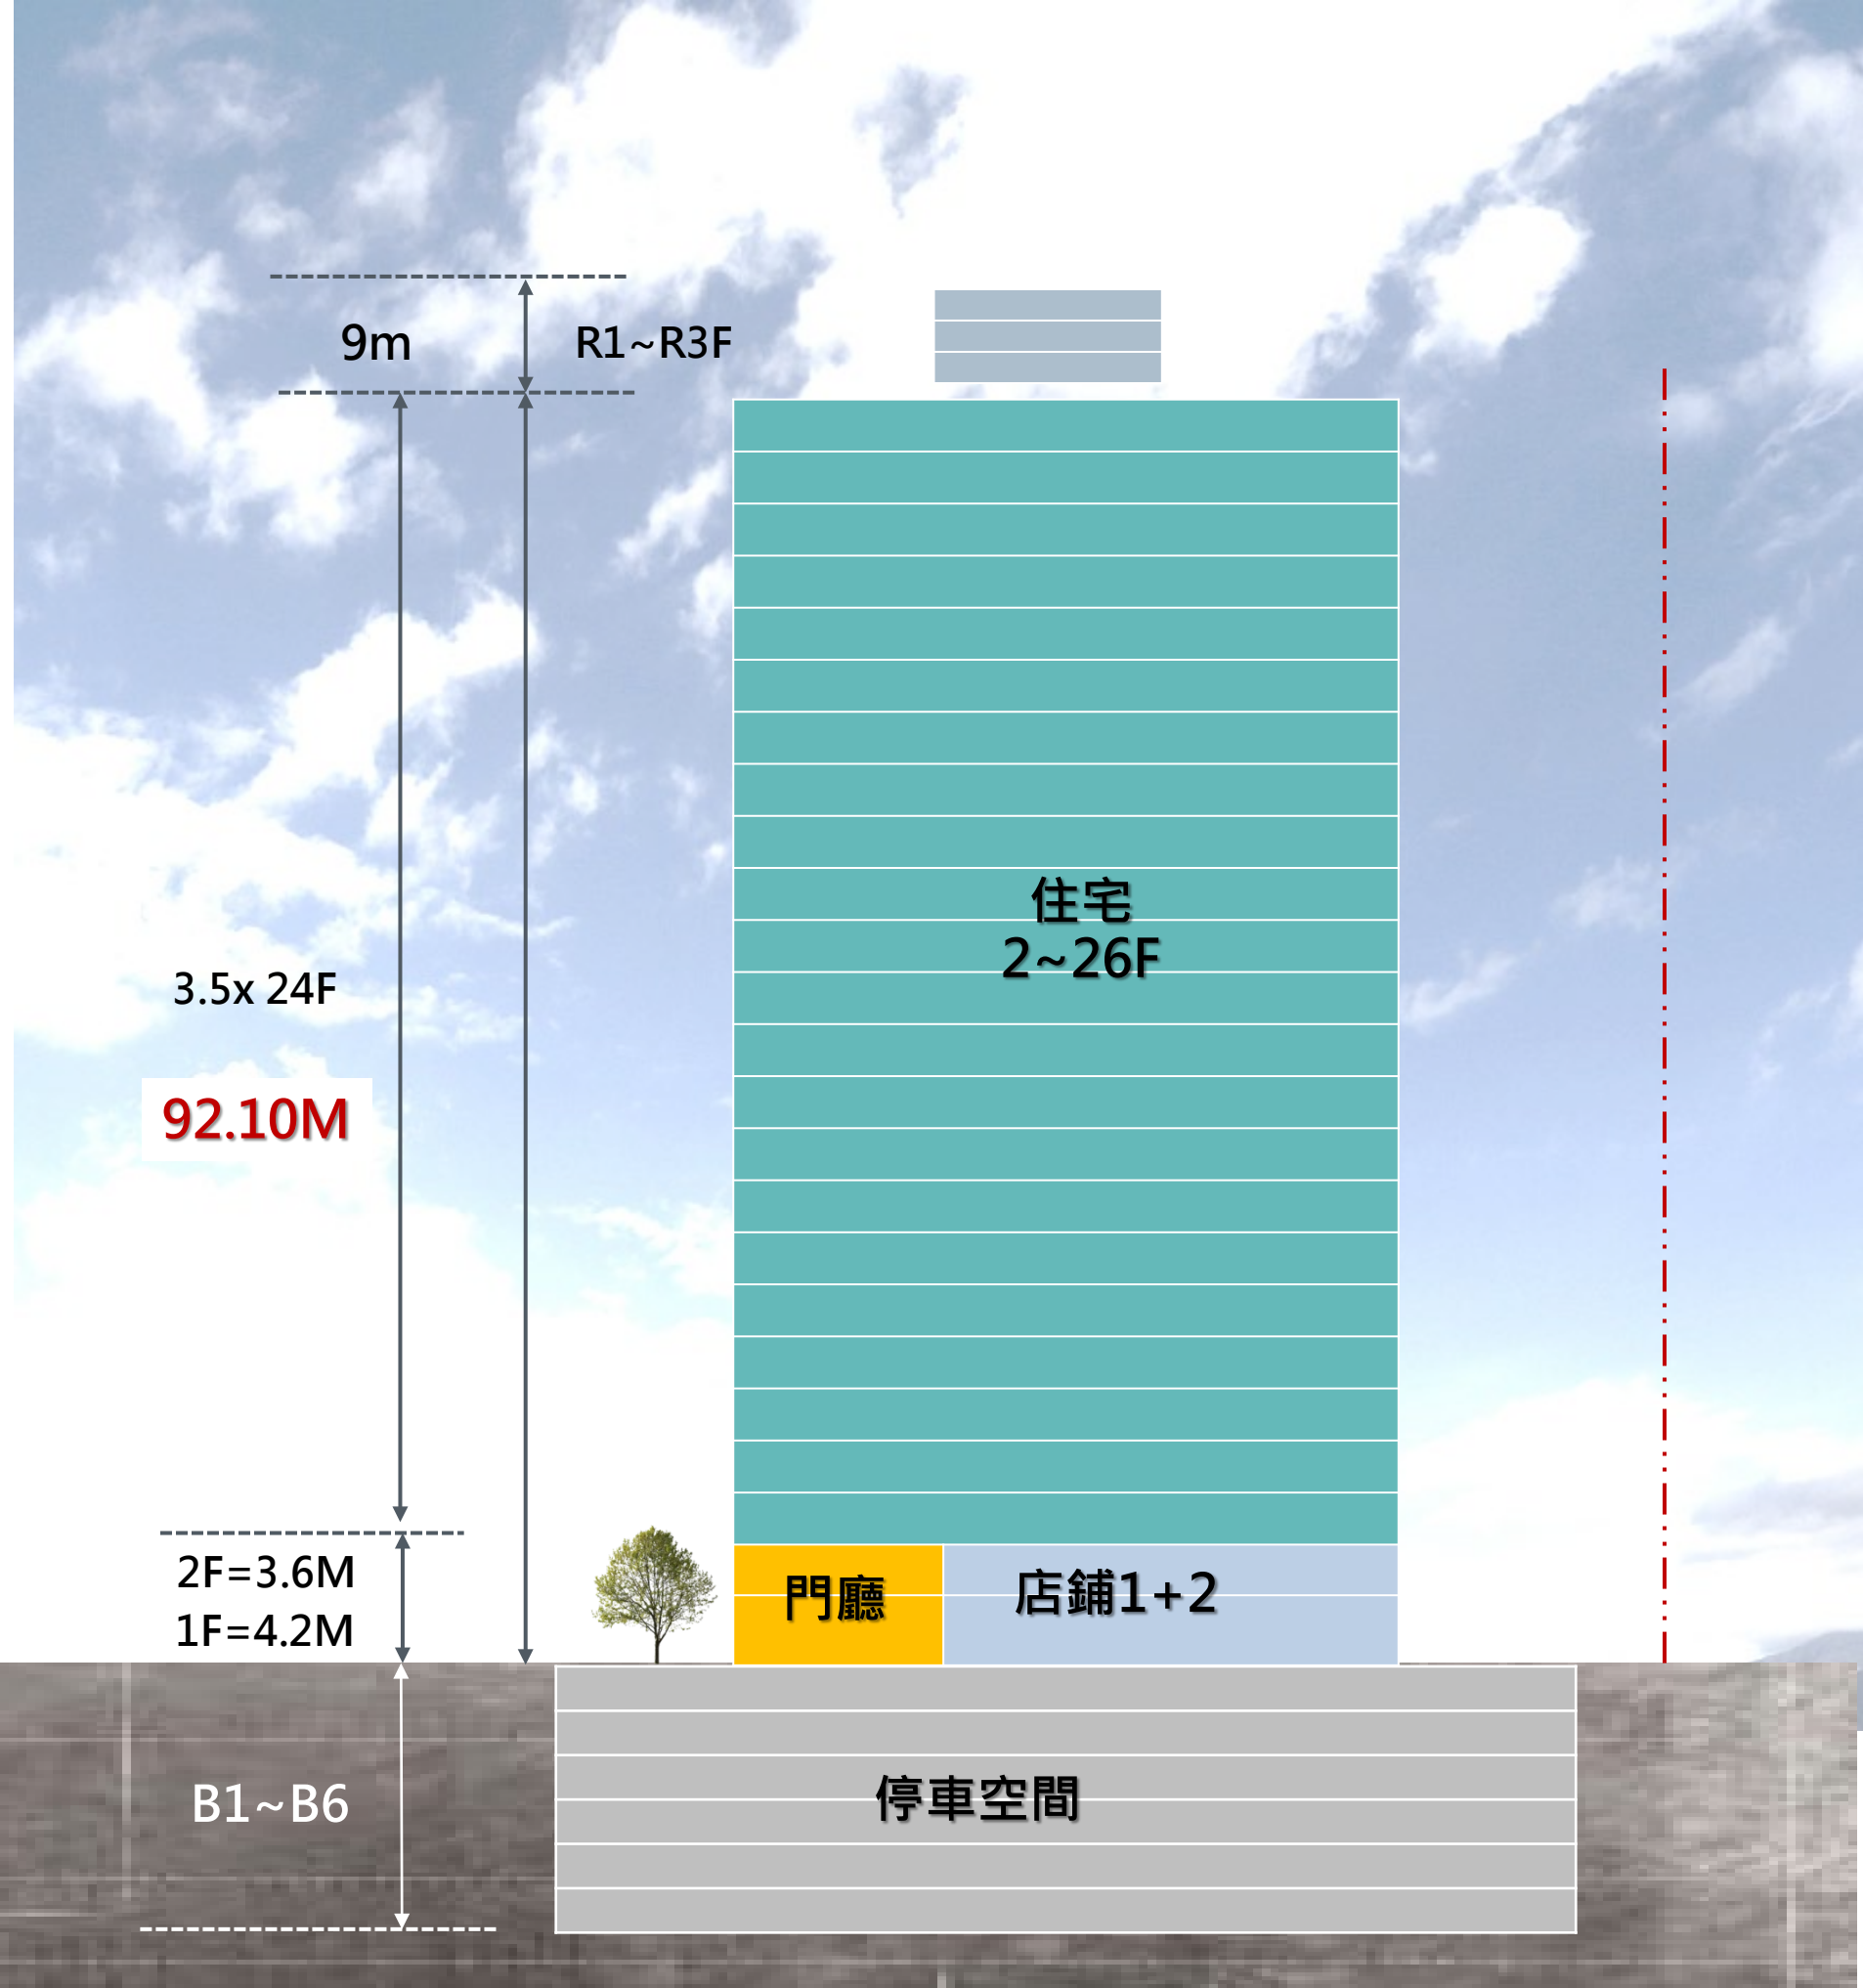 9m
R1~R3F
住宅
2~26F
3.5x 24F
92.10M
2F=3.6M
1F=4.2M
門廳
店鋪1+2
B1~B6
停車空間